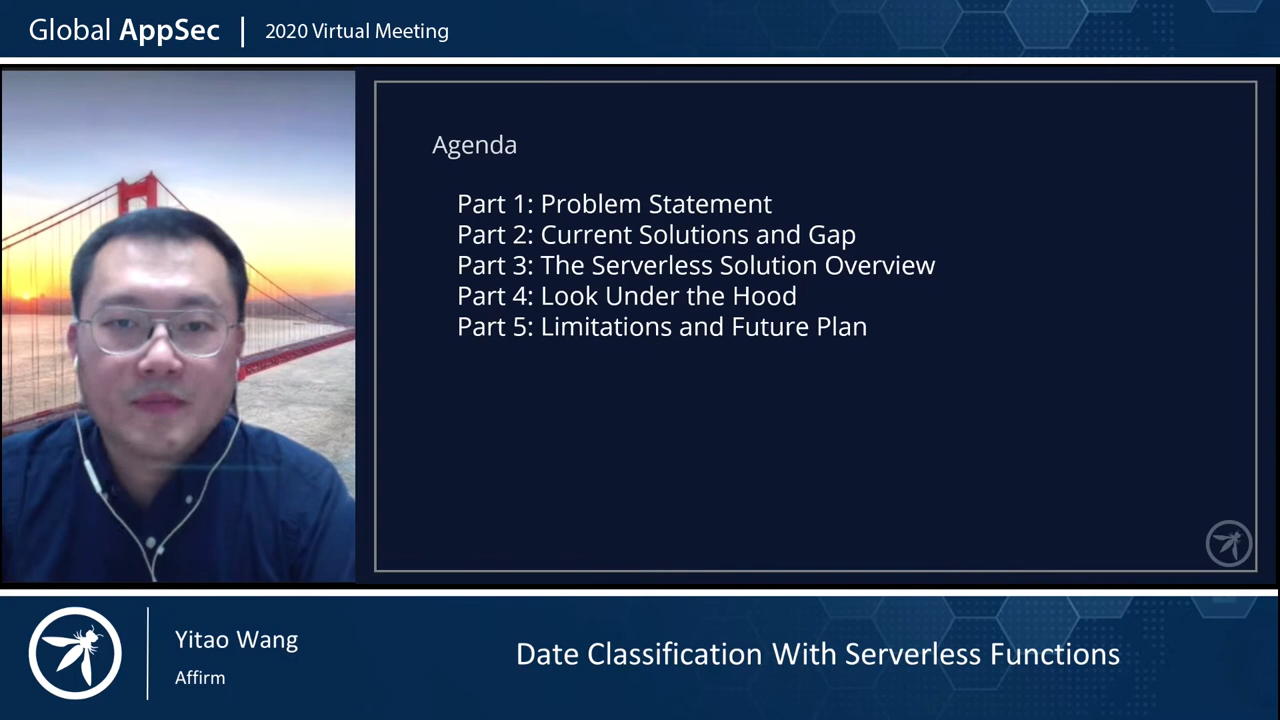 Global AppSec | 2020 Virtual Meeting
Agenda
Part 1: Problem Statement
Part 2: Current Solutions and Gap
Part 3: The Serverless Solution Overview
Part 4: Look Under the Hood
Part 5: Limitations and Future Plan
Yitao Wang
Affirm
Date Classification With Serverless Functions